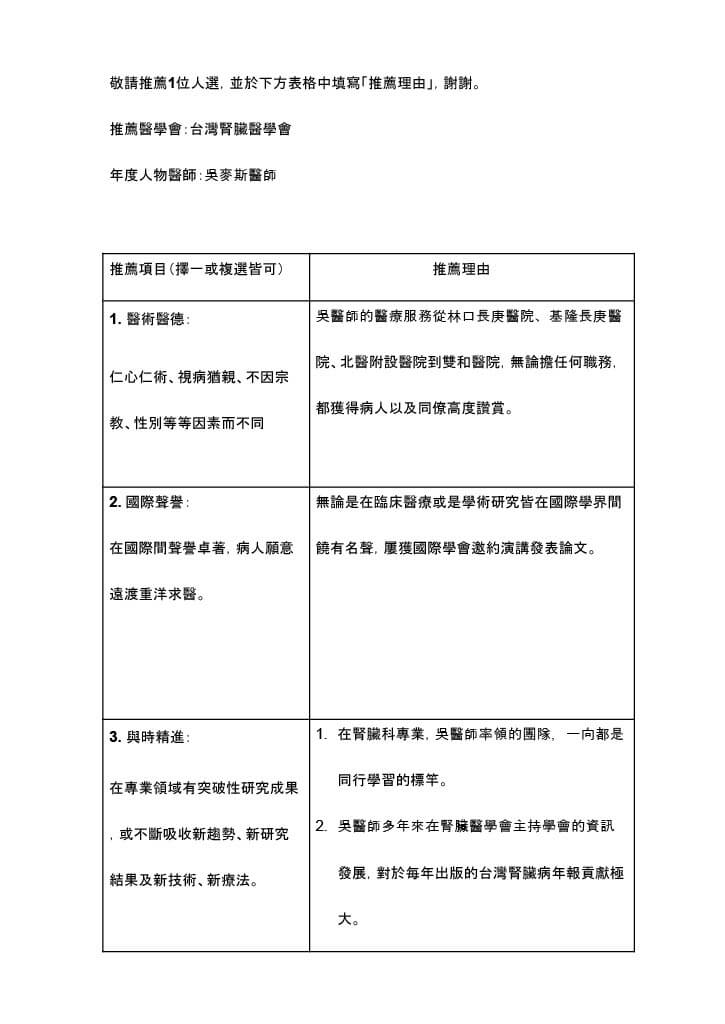 敬請推薦1位人選，並於下方表格中填寫「推薦理由」，謝謝。
推薦醫學會：台灣腎臟醫學會
年度人物醫師：吳麥斯醫師
推薦項目（擇一或複選皆可）
推薦理由
1. 醫術醫德：
仁心仁術、視病猶親、不因宗
教、性別等等因素而不同
吳醫師的醫療服務從林口長庚醫院、基隆長庚醫
院、北醫附設醫院到雙和醫院，無論擔任何職務，
都獲得病人以及同僚高度讚賞。
2. 國際聲譽：
在國際間聲譽卓著，病人願意
遠渡重洋求醫。
無論是在臨床醫療或是學術研究皆在國際學界間
饒有名聲，屢獲國際學會邀約演講發表論文。
3. 與時精進：
在專業領域有突破性研究成果
，或不斷吸收新趨勢、新研究
結果及新技術、新療法。
1. 在腎臟科專業，吳醫師率領的團隊， 一向都是
同行學習的標竿。
2. 吳醫師多年來在腎臟醫學會主持學會的資訊
發展，對於每年出版的台灣腎臟病年報貢獻極
大。